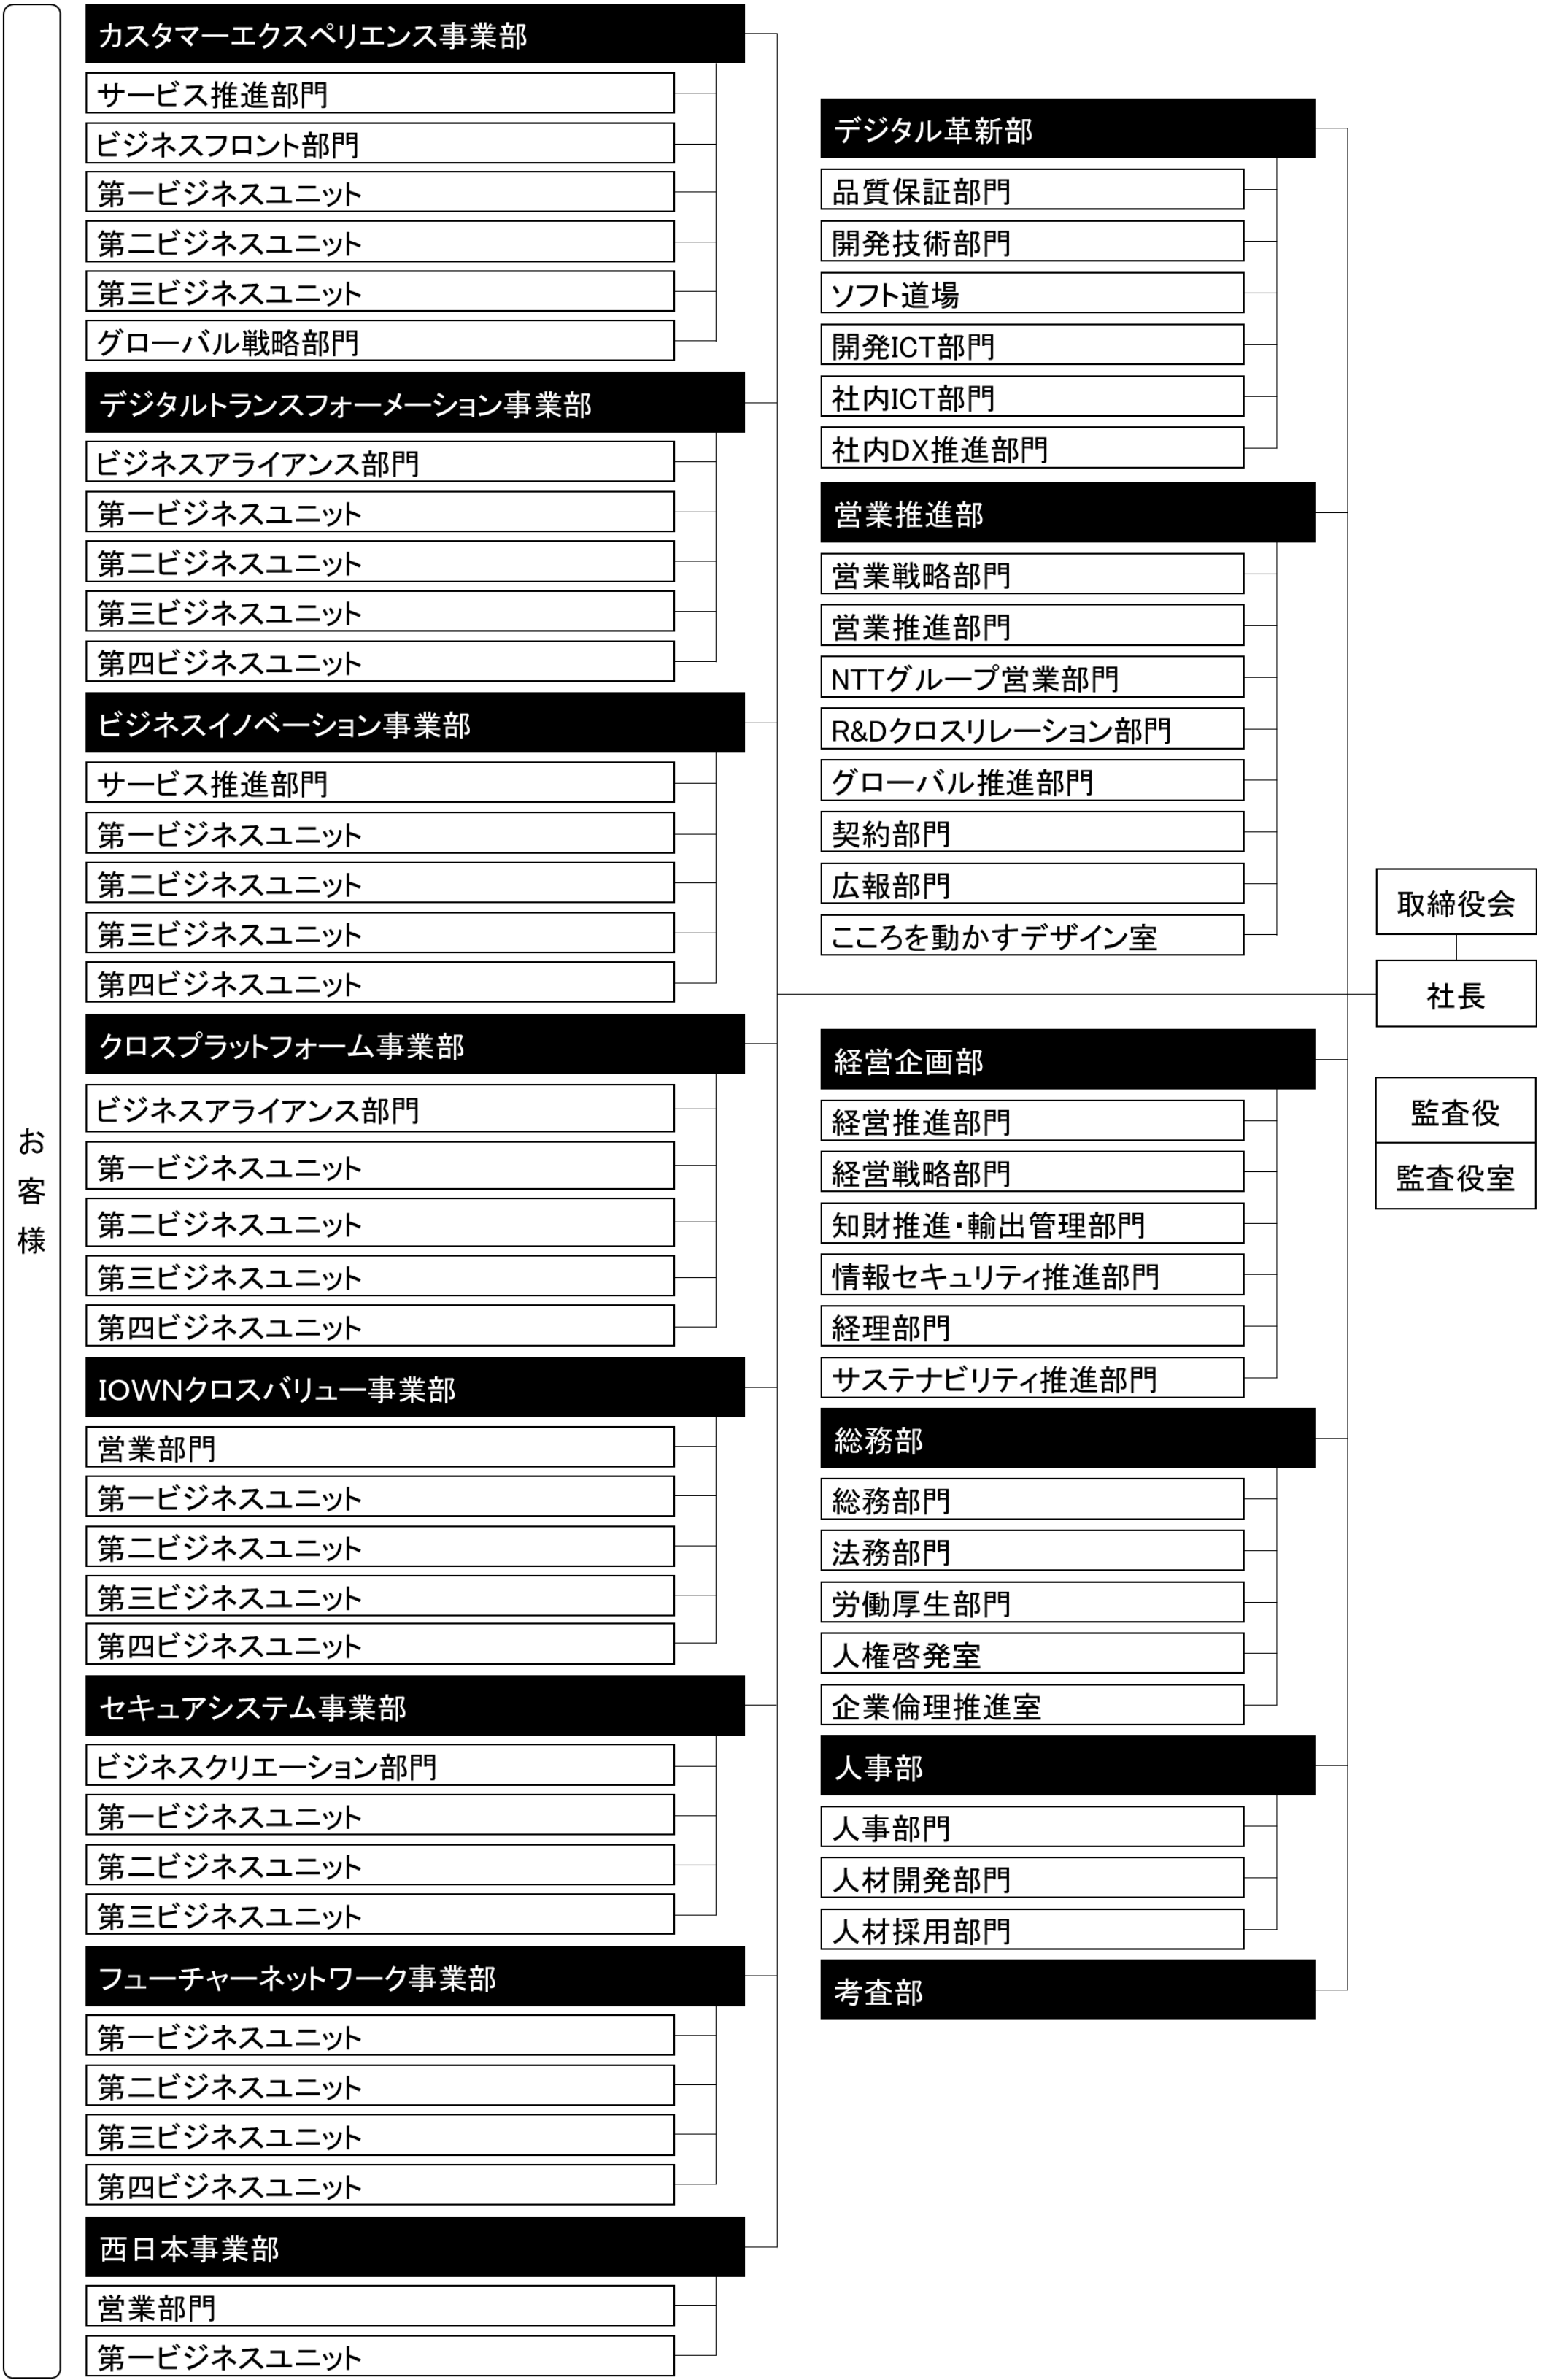 お客様
カスタマーエクスペリエンス事業部
サービス推進部門
ビジネスフロント部門
第一ビジネスユニット
第二ビジネスユニット
第三ビジネスユニット
グローバル戦略部門
デジタルトランスフォーメーション事業部
ビジネスアライアンス部門
第一ビジネスユニット
第二ビジネスユニット
第三ビジネスユニット
第四ビジネスユニット
ビジネスイノベーション事業部
サービス推進部門
第一ビジネスユニット
第二ビジネスユニット
第三ビジネスユニット
第四ビジネスユニット
クロスプラットフォーム事業部
ビジネスアライアンス部門
第一ビジネスユニット
第二ビジネスユニット
第三ビジネスユニット
第四ビジネスユニット
IOWNクロスバリュー事業部
営業部門
第一ビジネスユニット
第二ビジネスユニット
第三ビジネスユニット
第四ビジネスユニット
セキュアシステム事業部
ビジネスクリエーション部門
第一ビジネスユニット
第二ビジネスユニット
第三ビジネスユニット
フューチャーネットワーク事業部
第一ビジネスユニット
第二ビジネスユニット
第三ビジネスユニット
第四ビジネスユニット
西日本事業部
営業部門
第一ビジネスユニット
デジタル革新部
品質保証部門
開発技術部門
ソフト道場
開発ICT部門
社内ICT部門
社内DX推進部門
営業推進部
営業戦略部門
営業推進部門
NTTグループ営業部門
R&Dクロスリレーション部門
グローバル推進部門
契約部門
広報部門
こころを動かすデザイン室
経営企画部
経営推進部門
経営戦略部門
知財推進・輸出管理部門
情報セキュリティ推進部門
経理部門
サステナビリティ推進部門
総務部
総務部門
法務部門
労働厚生部門
人権啓発室
企業倫理推進室
人事部
人事部門
人材開発部門
人材採用部門
考査部
取締役会
社長
監査役
監査役室